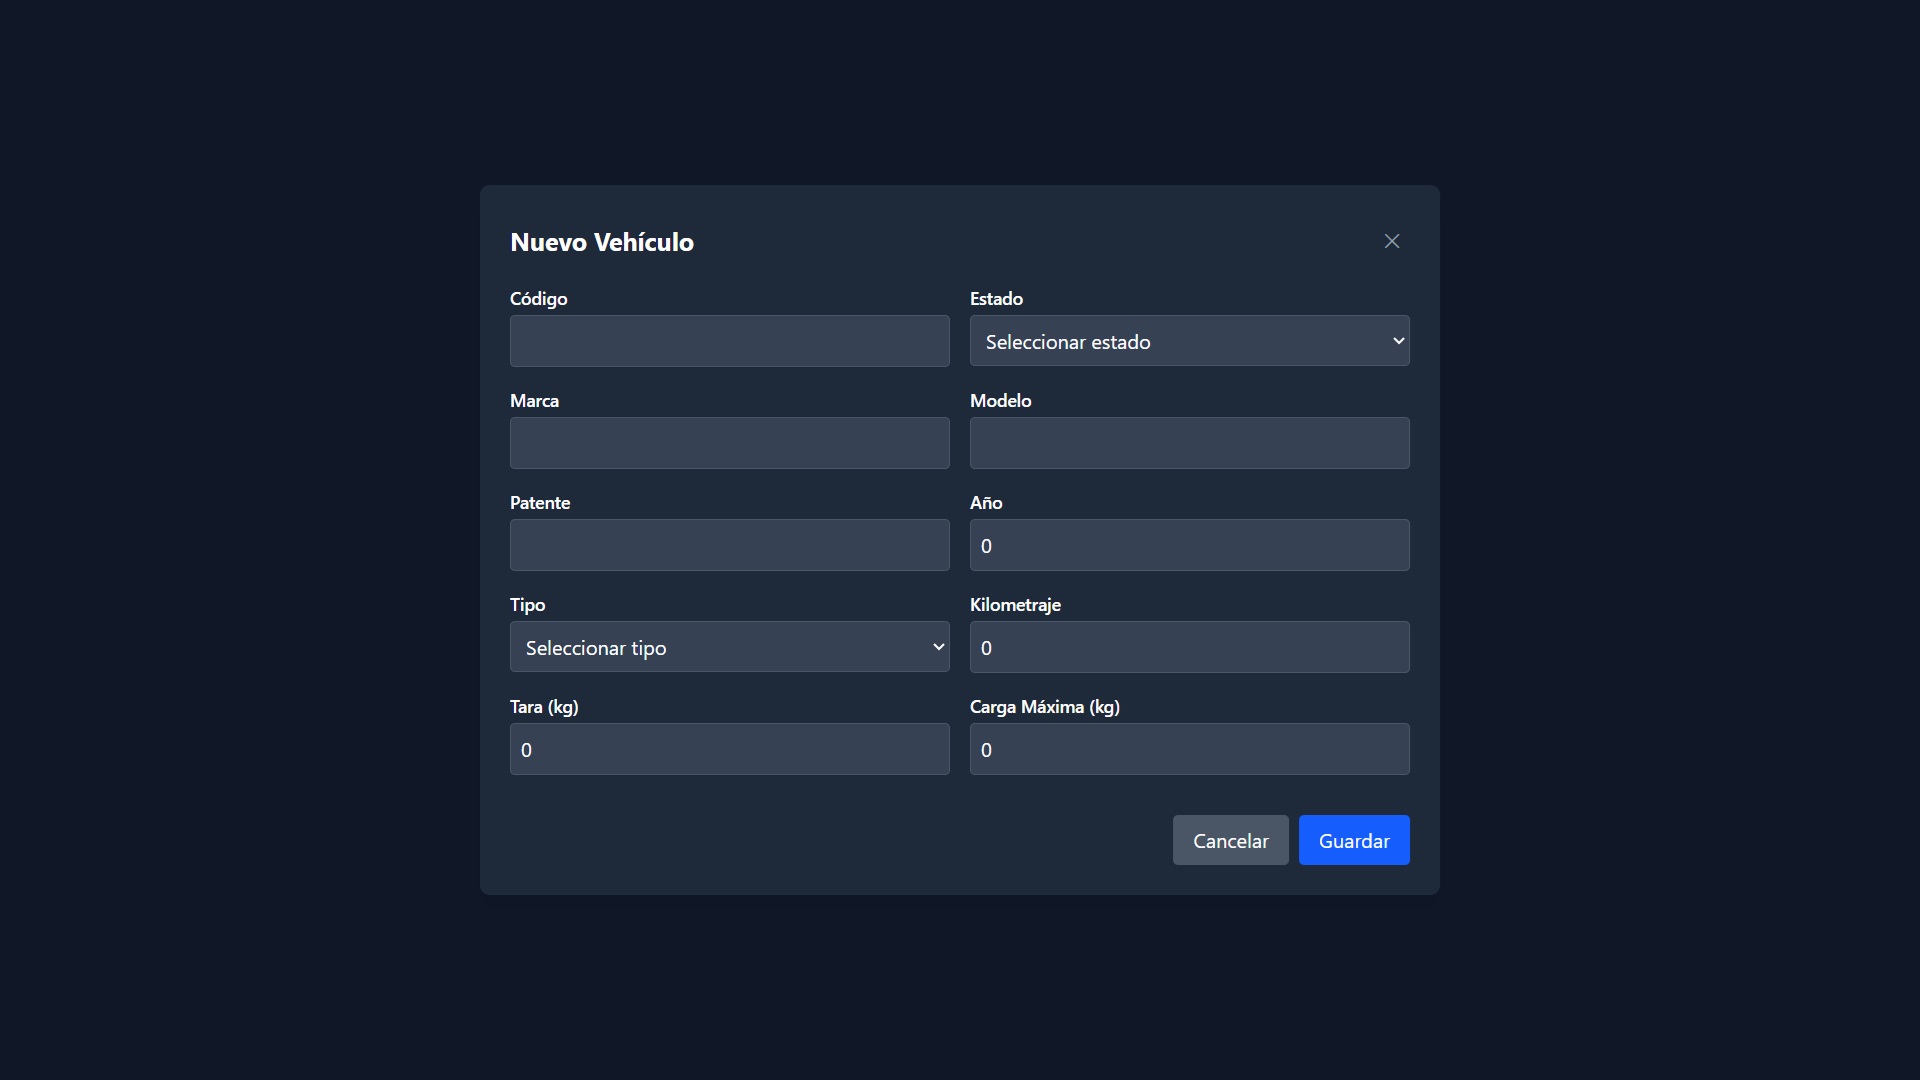 Nuevo Vehículo
Código
Estado
Seleccionar estado
Marca
Modelo
Patente
Año
0
Tipo
Kilometraje
Seleccionar tipo
0
Tara (kg)
Carga Máxima (kg)
0
0
Cancelar
Guardar